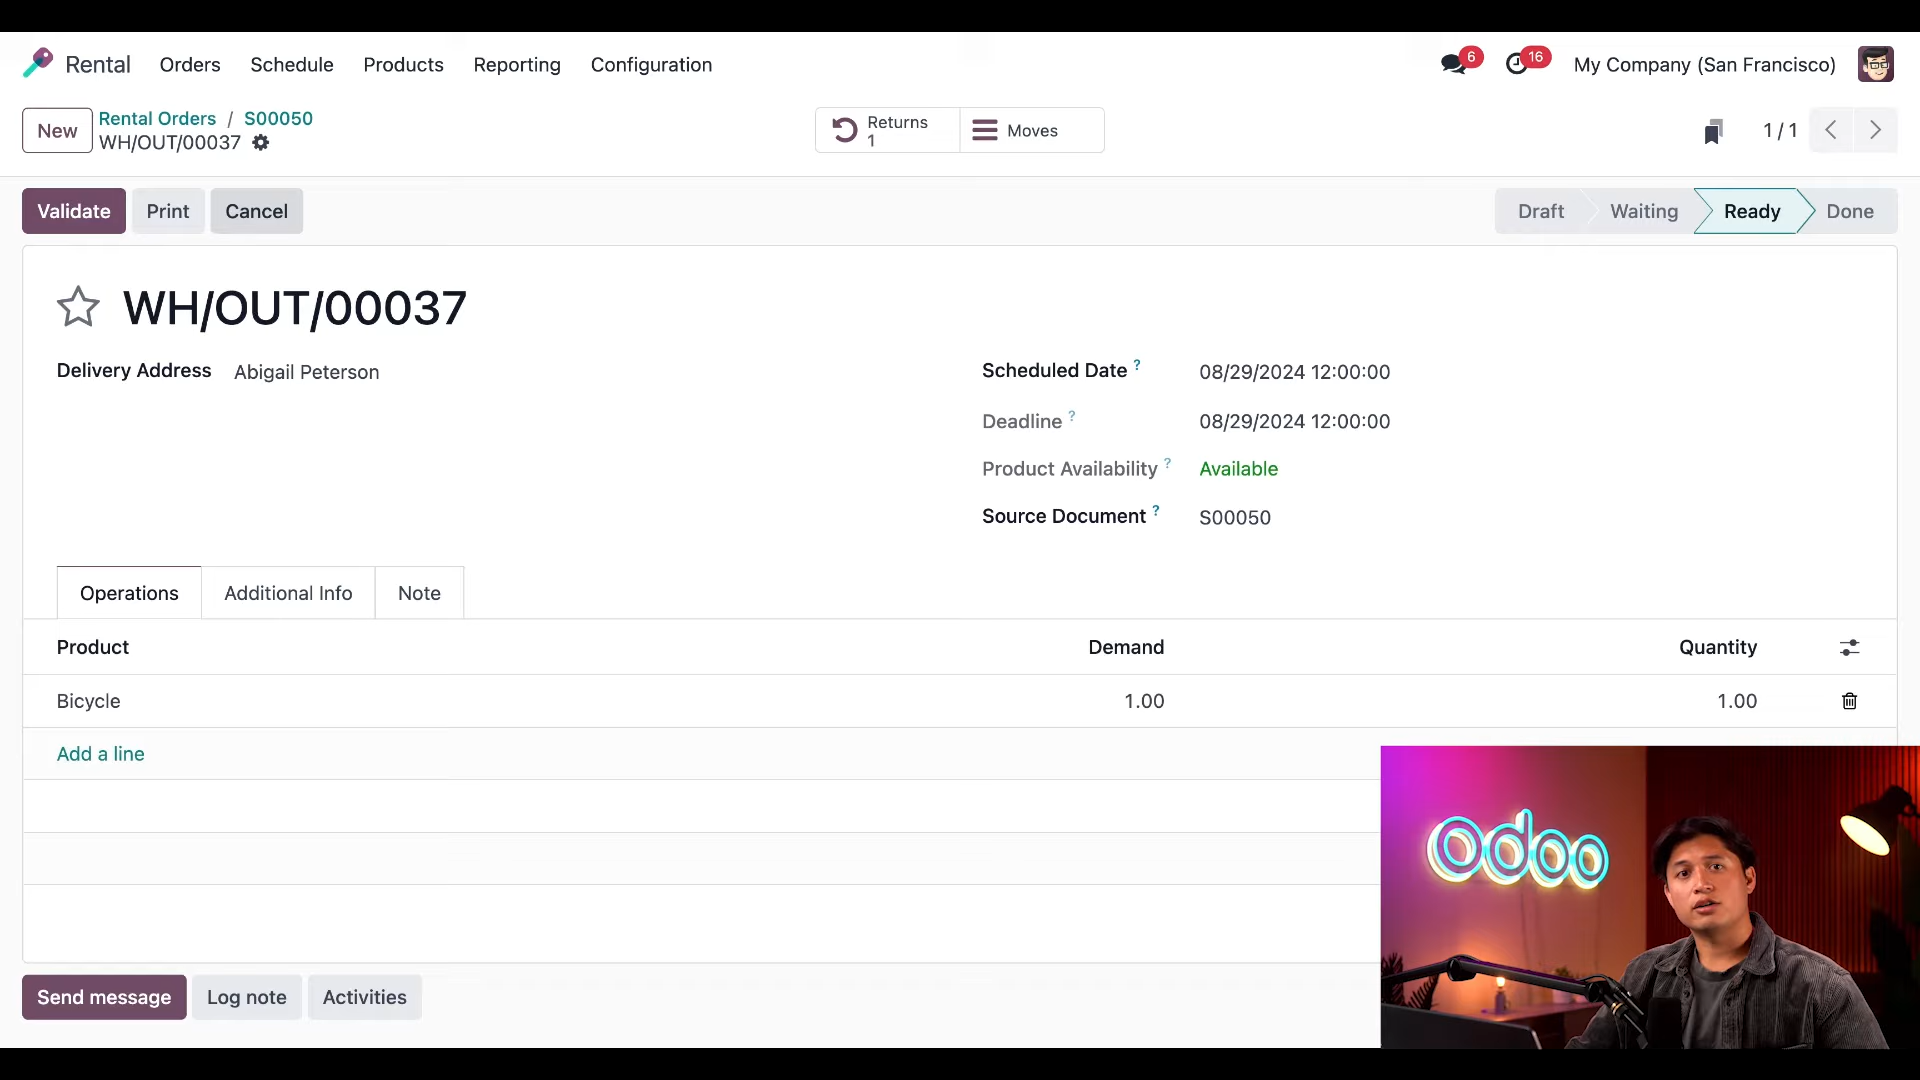 Rental Orders Schedule Products Reporting Configuration 6 16 My Company (San Francisco)
New Rental Orders / S00050
WH/OUT/00037
Returns
1
Moves
1 / 1
Validate Print Cancel Draft Waiting Ready Done
WH/OUT/00037
Delivery Address Abigail Peterson
Scheduled Date ? 08/29/2024 12:00:00
Deadline ? 08/29/2024 12:00:00
Product Availability ? Available
Source Document ? S00050
Operations Additional Info Note
Product Demand Quantity
Bicycle 1.00 1.00
Add a line
odoo
Send message Log note Activities